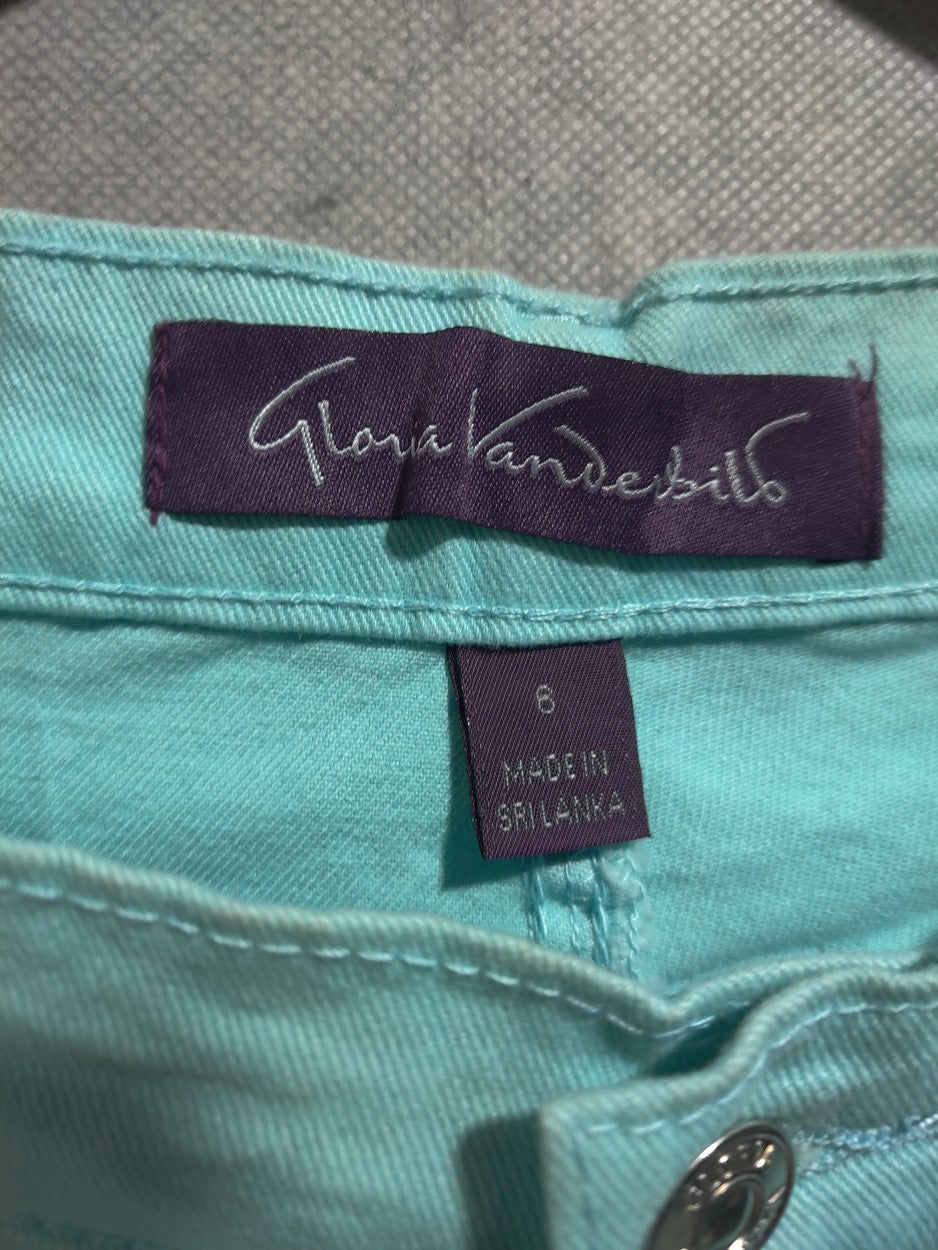 Gloria Vanderbilt
8
MADE IN
SRI LANKA